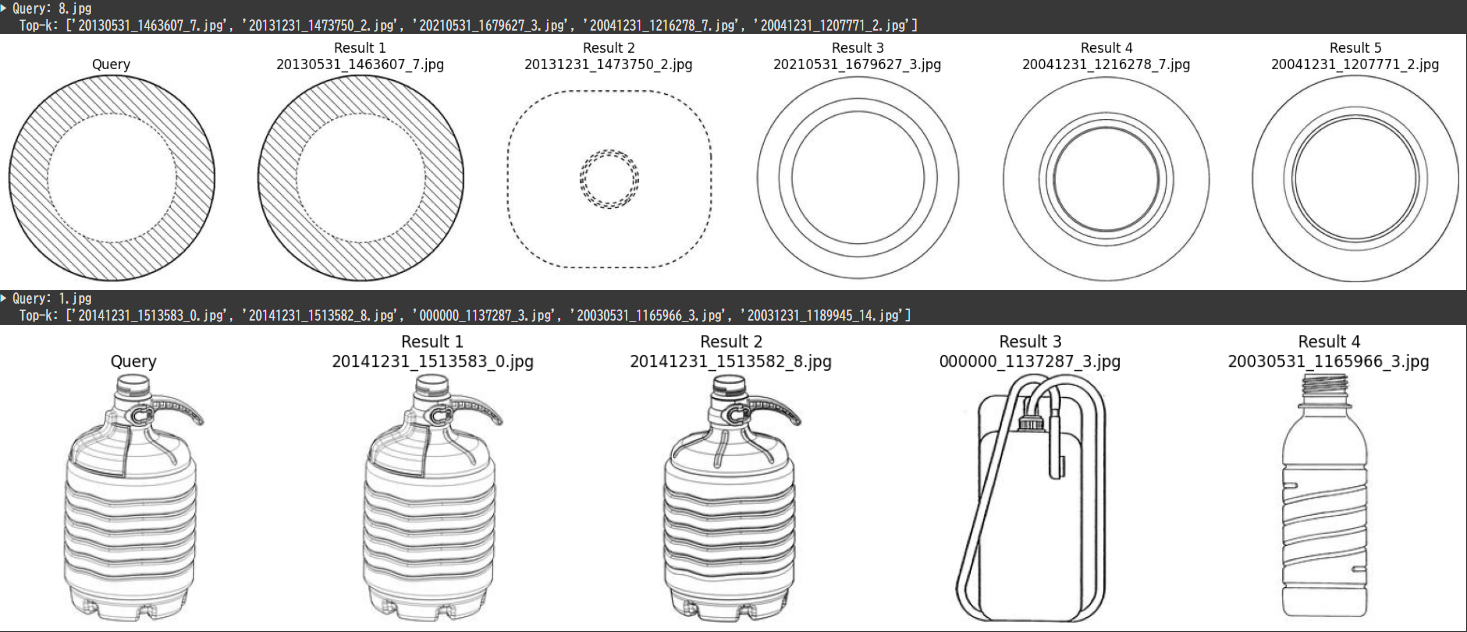 ▶ Query: 8.jpg
Top-k: ['20130531_1463607_7.jpg', '20131231_1473750_2.jpg', '20210531_1679627_3.jpg', '20041231_1216278_7.jpg', '20041231_1207771_2.jpg']
Query
Result 1
20130531_1463607_7.jpg
Result 2
20131231_1473750_2.jpg
Result 3
20210531_1679627_3.jpg
Result 4
20041231_1216278_7.jpg
Result 5
20041231_1207771_2.jpg
▶ Query: 1.jpg
Top-k: ['20141231_1513583_0.jpg', '20141231_1513582_8.jpg', '000000_1137287_3.jpg', '20030531_1165966_3.jpg', '20031231_1189945_14.jpg']
Query
Result 1
20141231_1513583_0.jpg
Result 2
20141231_1513582_8.jpg
Result 3
000000_1137287_3.jpg
Result 4
20030531_1165966_3.jpg